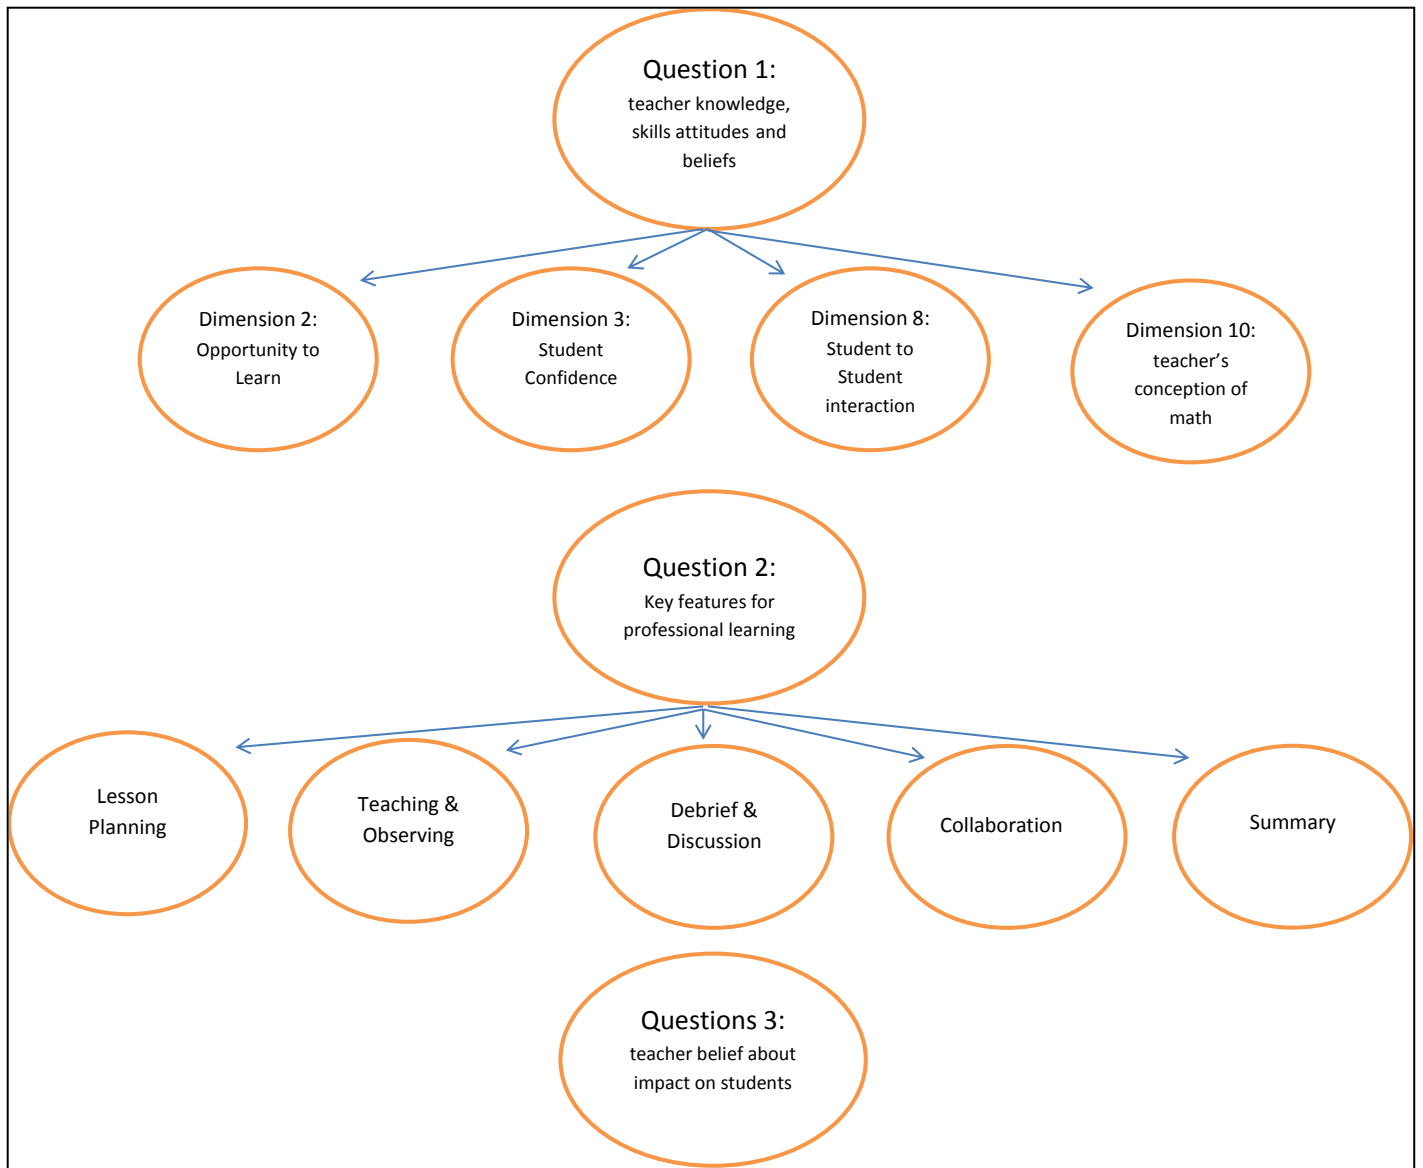 Question 1:
teacher knowledge,
skills attitudes and
beliefs
Dimension 2:
Opportunity to
Learn
Dimension 3:
Student
Confidence
Dimension 8:
Student to
Student
interaction
Dimension 10:
teacher’s
conception of
math
Question 2:
Key features for
professional learning
Lesson
Planning
Teaching &
Observing
Debrief &
Discussion
Collaboration
Summary
Questions 3:
teacher belief about
impact on students